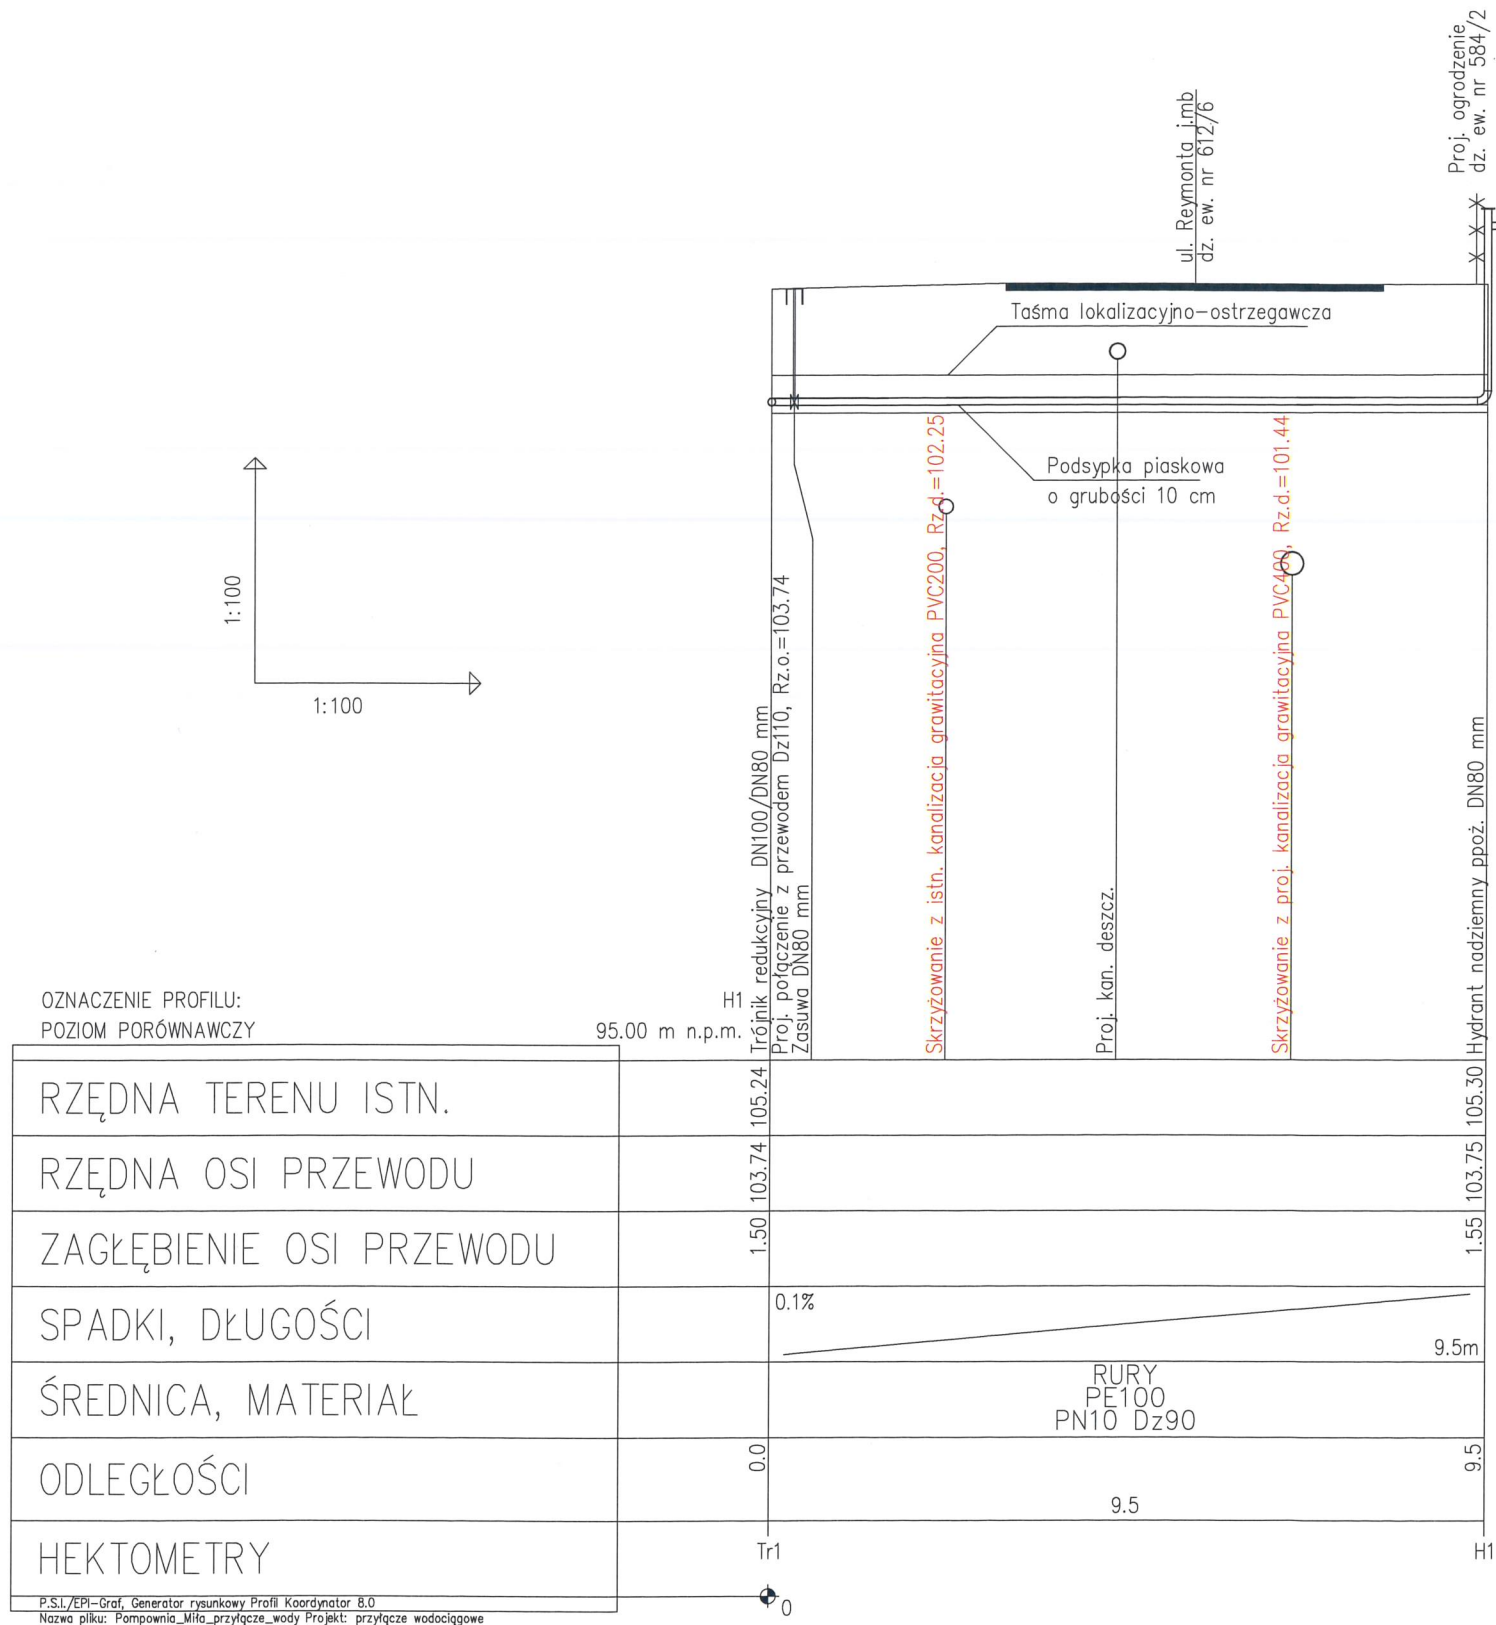 Proj. ogrodzenie
dz. ew. nr 584/2
ul. Reymonta j.mb
dz. ew. nr 612/6
Taśma lokalizacyjno-ostrzegawcza
Podsypka piaskowa
o grubości 10 cm
1:100
1:100
Trójnik redukcyjny DN100/DN80 mm
Proj. połączenie z przewodem Dz110, Rz.o.=103.74
Zasuwa DN80 mm
Skrzyżowanie z istn. kanalizacja grawitacyjna PVC200, Rz.d.=102.25
Proj. kan. deszcz.
Skrzyżowanie z proj. kanalizacja grawitacyjna PVC400, Rz.d.=101.44
Hydrant nadziemny ppoż. DN80 mm
OZNACZENIE PROFILU: H1
POZIOM PORÓWNAWCZY 95.00 m n.p.m.
RZĘDNA TERENU ISTN. 105.24 105.30
RZĘDNA OSI PRZEWODU 103.74 103.75
ZAGŁĘBIENIE OSI PRZEWODU 1.50 1.55
SPADKI, DŁUGOŚCI 0.1% 9.5m
ŚREDNICA, MATERIAŁ
RURY
PE100
PN10 Dz90
ODLEGŁOŚCI 0.0 9.5 9.5
HEKTOMETRY Tr1 H1
0
P.S.I./EPI-Graf, Generator rysunkowy Profil Koordynator 8.0
Nazwa pliku: Pompownia_Miła_przyłącze_wody Projekt: przyłącze wodociągowe